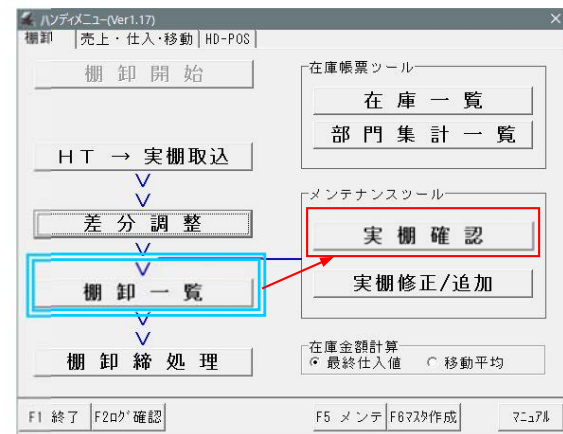 ハンディメニュー(Ver1.17)
棚卸 売上・仕入・移動 HD-POS
棚卸開始
在庫帳票ツール
在庫一覧
部門集計一覧
HT → 実棚取込
差分調整
棚卸一覧
棚卸締処理
メンテナンスツール
実棚確認
実棚修正/追加
在庫金額計算
最終仕入値 移動平均
F1 終了 F2ログ確認 F5 メンテ F6マスタ作成 マニュアル